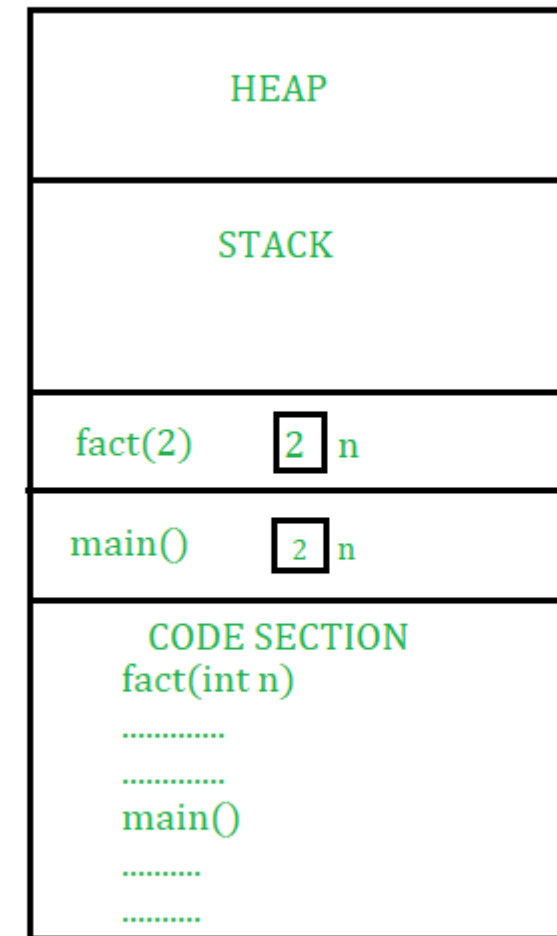 HEAP
STACK
fact(2) 2 n
main() 2 n
CODE SECTION
fact(int n)
.............
.............
main()
..........
..........